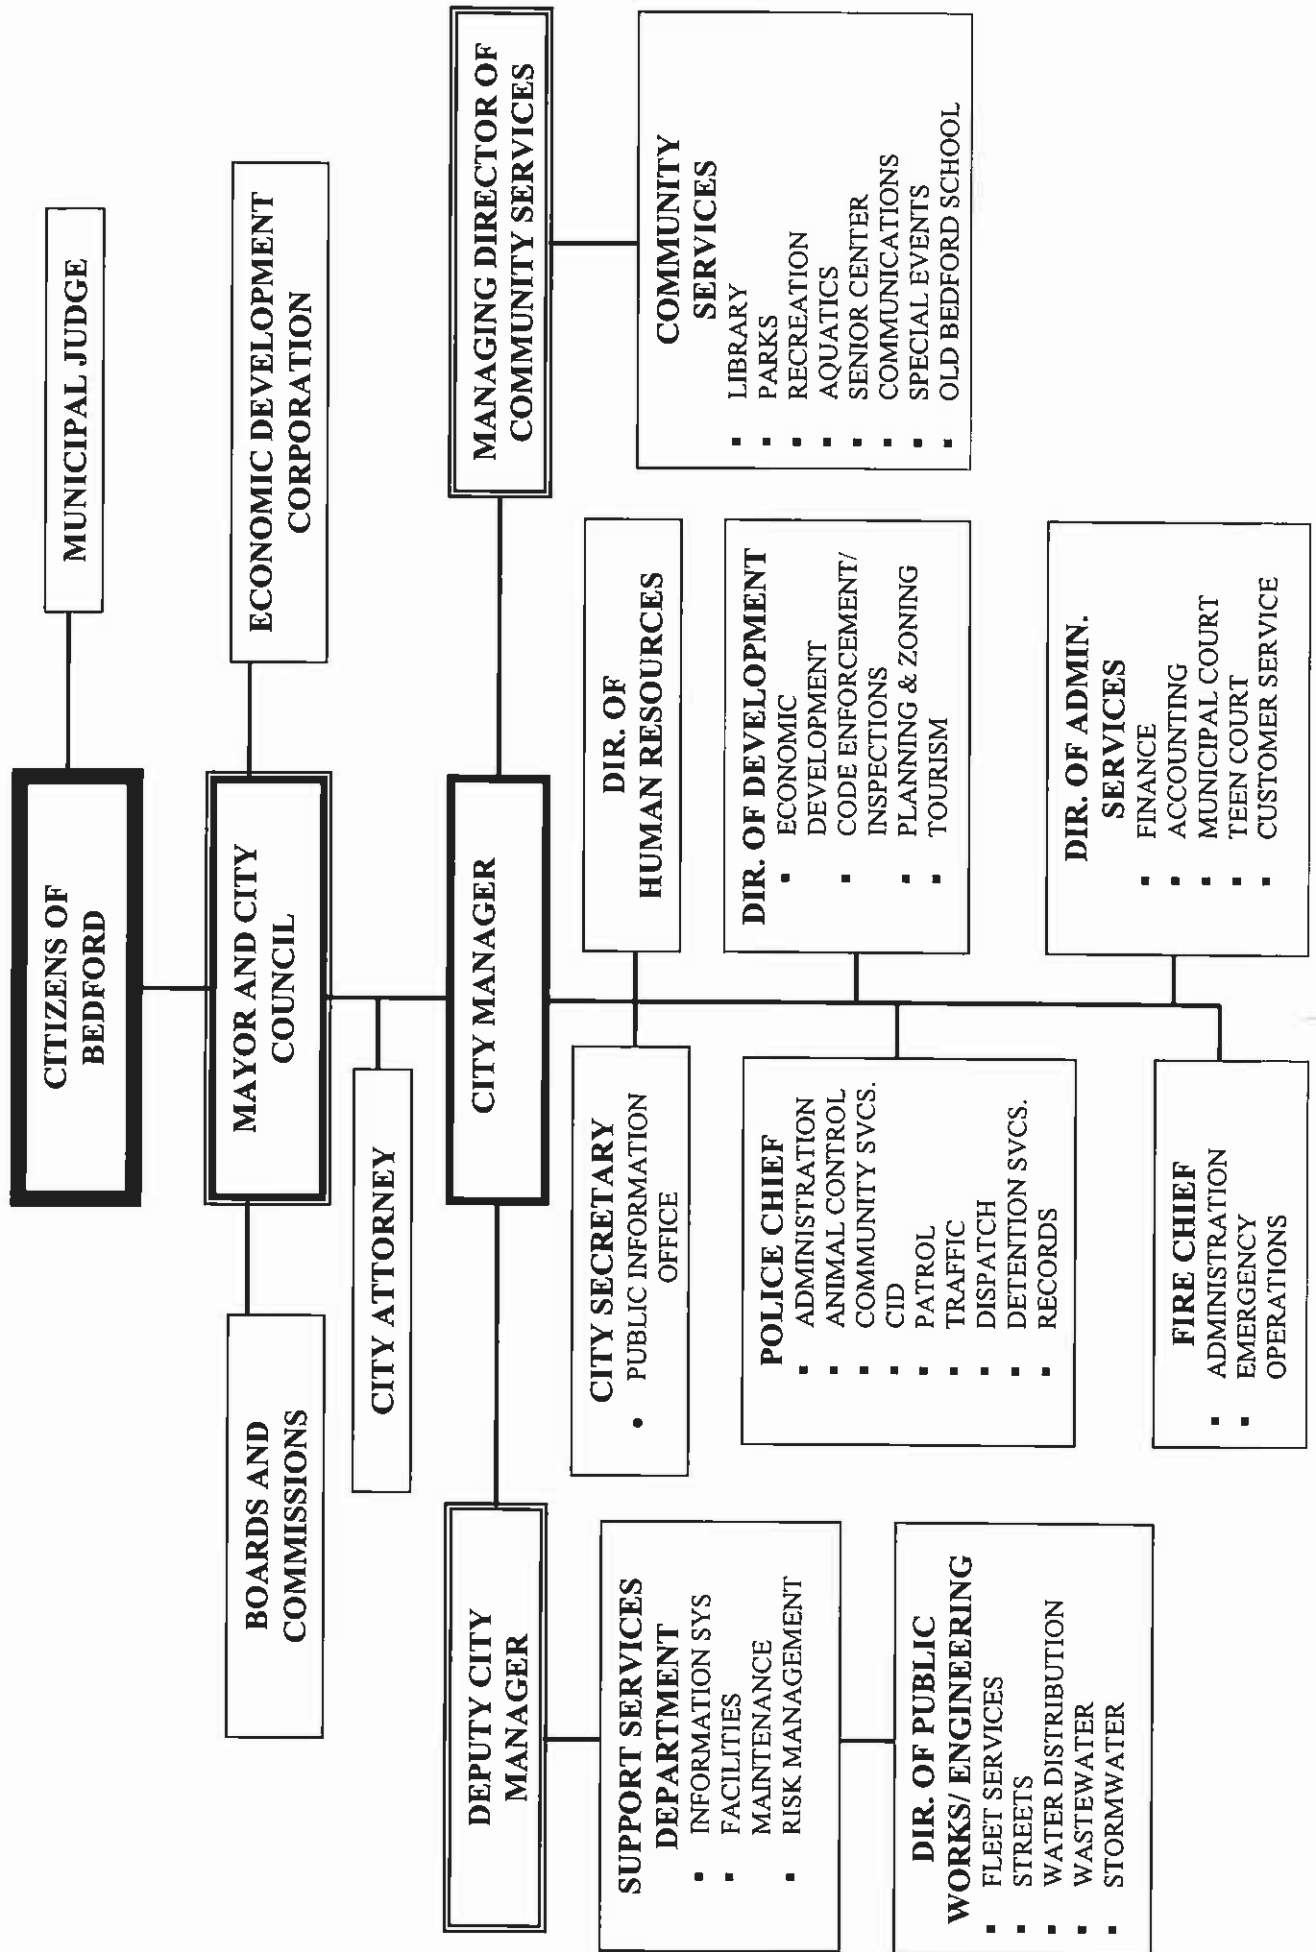 CITIZENS OF
BEDFORD
MUNICIPAL JUDGE
BOARDS AND
COMMISSIONS
MAYOR AND CITY
COUNCIL
ECONOMIC DEVELOPMENT
CORPORATION
CITY ATTORNEY
DEPUTY CITY
MANAGER
CITY MANAGER
MANAGING DIRECTOR OF
COMMUNITY SERVICES
SUPPORT SERVICES
DEPARTMENT
▪ INFORMATION SYS
▪ FACILITIES
MAINTENANCE
▪ RISK MANAGEMENT
CITY SECRETARY
• PUBLIC INFORMATION
OFFICE
DIR. OF
HUMAN RESOURCES
COMMUNITY
SERVICES
▪ LIBRARY
▪ PARKS
▪ RECREATION
▪ AQUATICS
▪ SENIOR CENTER
▪ COMMUNICATIONS
▪ SPECIAL EVENTS
▪ OLD BEDFORD SCHOOL
DIR. OF PUBLIC
WORKS/ ENGINEERING
▪ FLEET SERVICES
▪ STREETS
▪ WATER DISTRIBUTION
▪ WASTEWATER
▪ STORMWATER
POLICE CHIEF
▪ ADMINISTRATION
▪ ANIMAL CONTROL
▪ COMMUNITY SVCS.
▪ CID
▪ PATROL
▪ TRAFFIC
▪ DISPATCH
▪ DETENTION SVCS.
▪ RECORDS
DIR. OF DEVELOPMENT
▪ ECONOMIC
DEVELOPMENT
▪ CODE ENFORCEMENT/
INSPECTIONS
▪ PLANNING & ZONING
▪ TOURISM
FIRE CHIEF
▪ ADMINISTRATION
▪ EMERGENCY
OPERATIONS
DIR. OF ADMIN.
SERVICES
▪ FINANCE
▪ ACCOUNTING
▪ MUNICIPAL COURT
▪ TEEN COURT
▪ CUSTOMER SERVICE